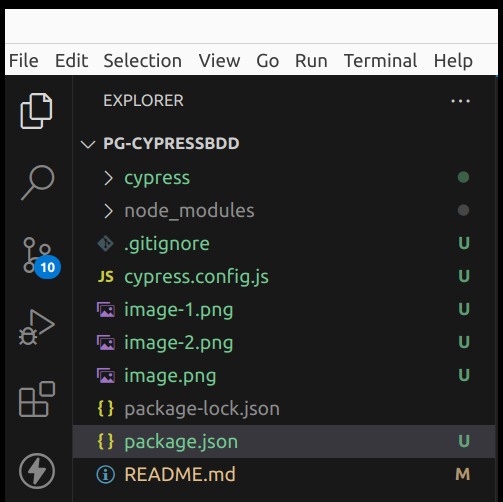 File Edit Selection View Go Run Terminal Help
EXPLORER ...
PG-CYPRESSBDD
cypress
node_modules
.gitignore U
JS cypress.config.js U
10
image-1.png U
image-2.png U
image.png U
{} package-lock.json
{} package.json U
README.md M